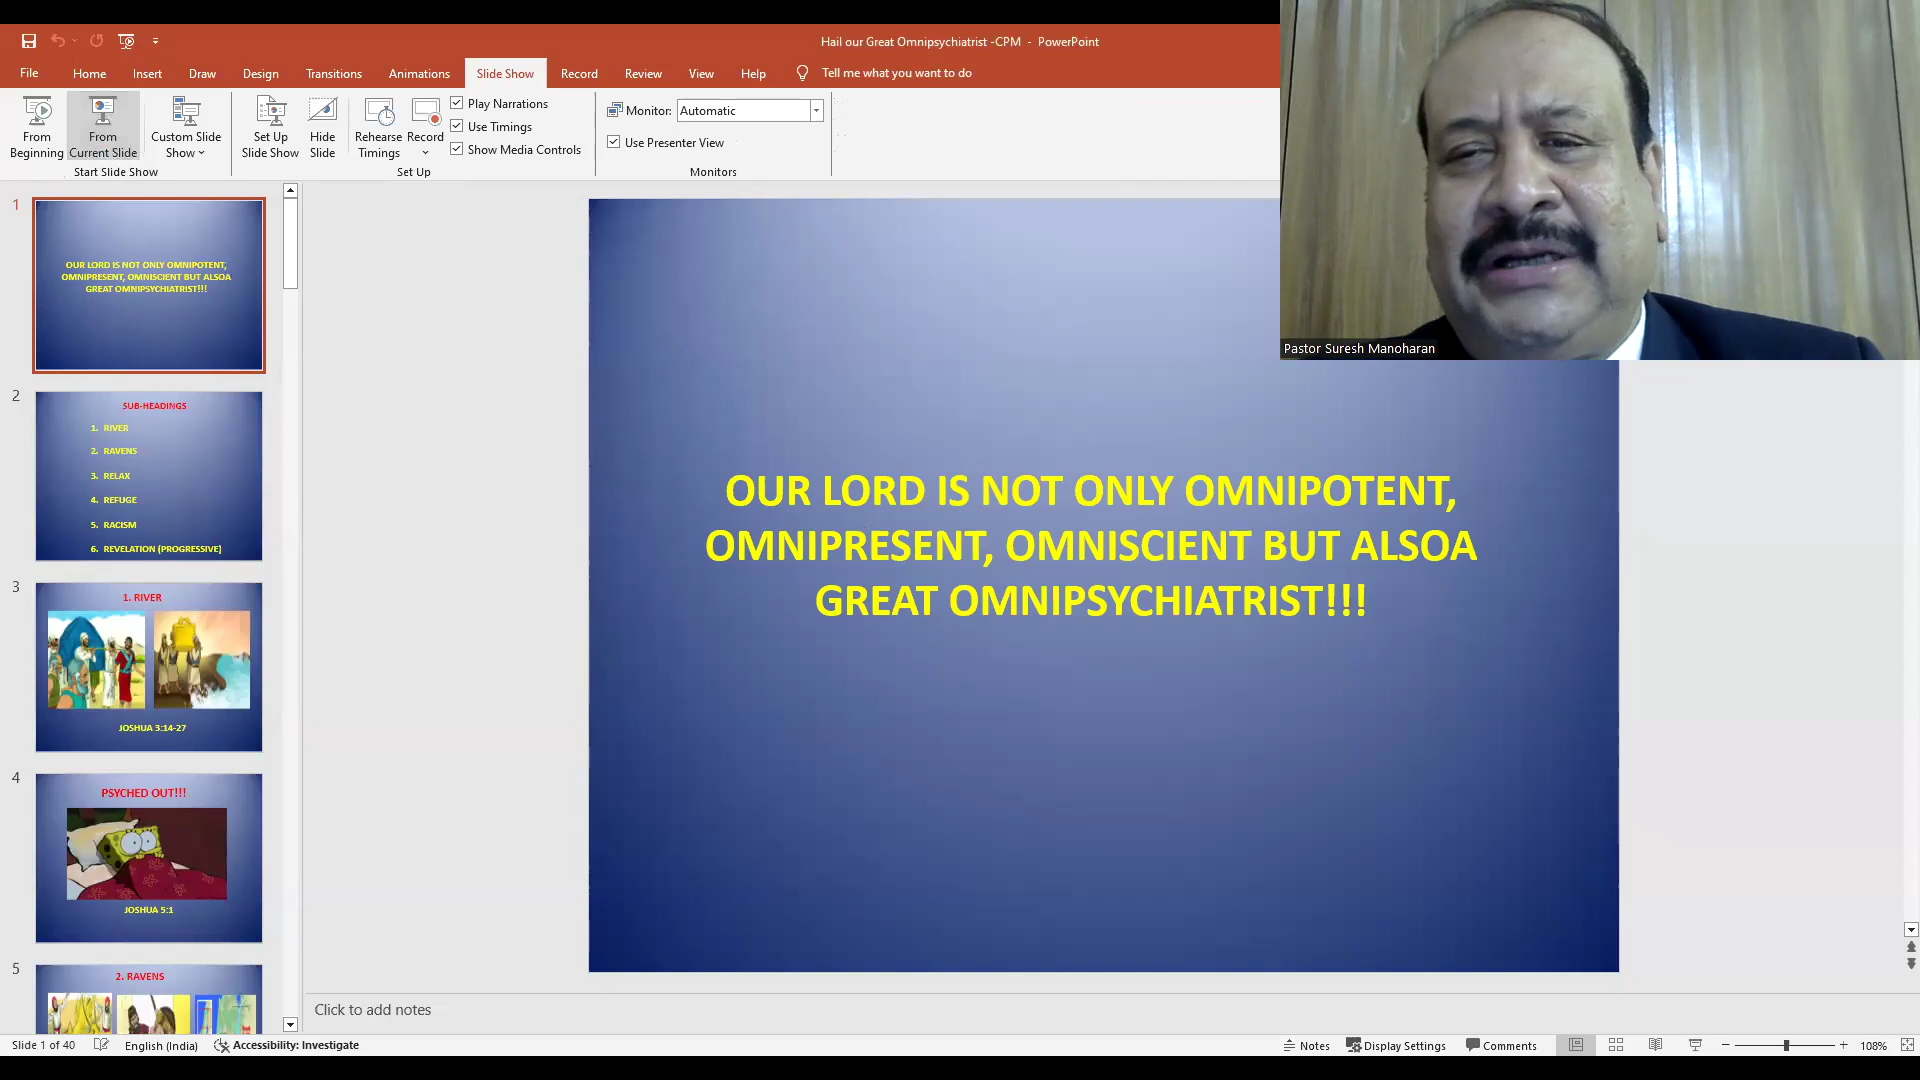 Hail our Great Omnipsychiatrist -CPM - PowerPoint
File Home Insert Draw Design Transitions Animations Slide Show Record Review View Help Tell me what you want to do
From Beginning
From Current Slide
Custom Slide Show
Start Slide Show
Set Up Slide Show
Hide Slide
Rehearse Timings
Record
Play Narrations
Use Timings
Show Media Controls
Set Up
Monitor: Automatic
Use Presenter View
Monitors
Pastor Suresh Manoharan
1
OUR LORD IS NOT ONLY OMNIPOTENT,
OMNIPRESENT, OMNISCIENT BUT ALSOA
GREAT OMNIPSYCHIATRIST!!!
2
SUB-HEADINGS
1. RIVER
2. RAVENS
3. RELAX
4. REFUGE
5. RACISM
6. REVELATION (PROGRESSIVE]
3
1. RIVER
JOSHUA 3:14-27
4
PSYCHED OUT!!!
JOSHUA 5:1
5
2. RAVENS
OUR LORD IS NOT ONLY OMNIPOTENT,
OMNIPRESENT, OMNISCIENT BUT ALSOA
GREAT OMNIPSYCHIATRIST!!!
Click to add notes
Slide 1 of 40 English (India) Accessibility: Investigate Notes Display Settings Comments 108%